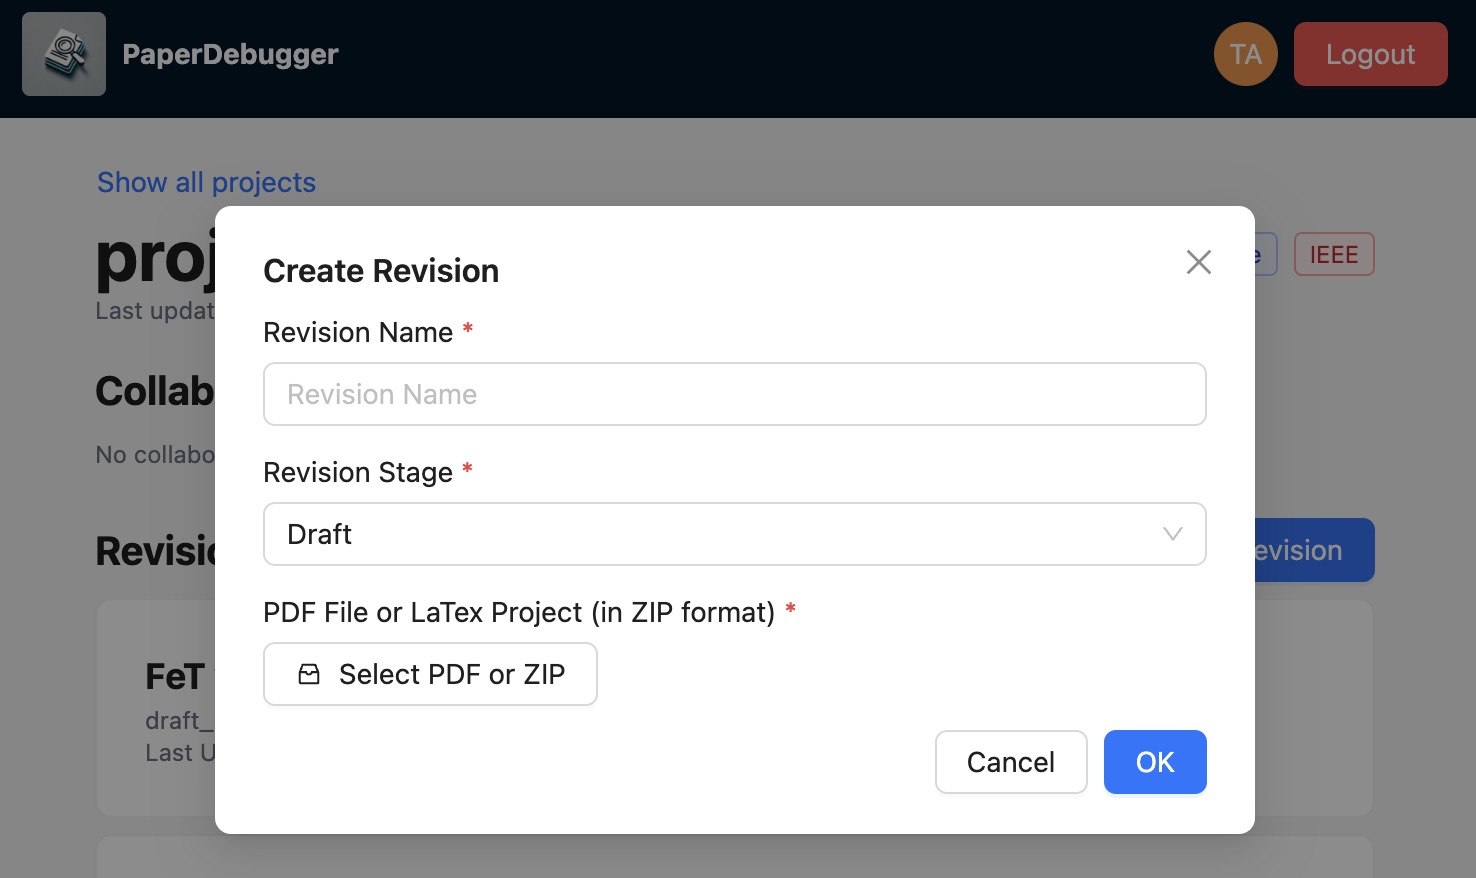 PaperDebugger
TA
Logout
Show all projects
IEEE
Last updat
Collab
No collabo
evision
FeT
draft_
Last U
Create Revision
Revision Name *
Revision Name
Revision Stage *
Draft
PDF File or LaTex Project (in ZIP format) *
Select PDF or ZIP
Cancel
OK